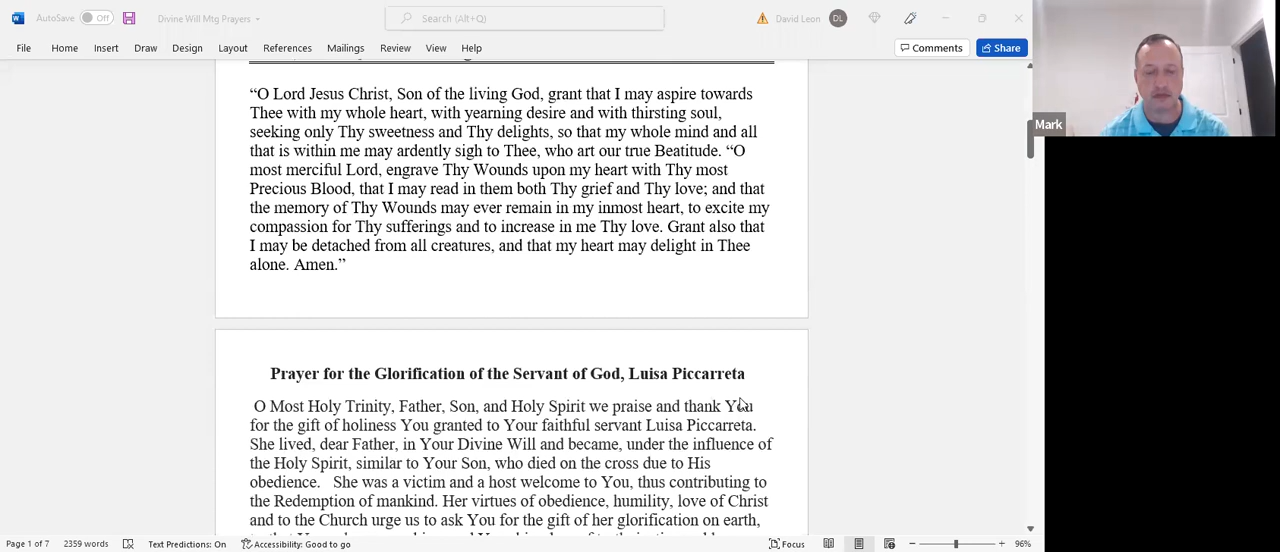 AutoSave Off Divine Will Mtg Prayers Search (Alt+Q) David Leon DL
File Home Insert Draw Design Layout References Mailings Review View Help Comments Share
“O Lord Jesus Christ, Son of the living God, grant that I may aspire towards
Thee with my whole heart, with yearning desire and with thirsting soul,
seeking only Thy sweetness and Thy delights, so that my whole mind and all
that is within me may ardently sigh to Thee, who art our true Beatitude. “O
most merciful Lord, engrave Thy Wounds upon my heart with Thy most
Precious Blood, that I may read in them both Thy grief and Thy love; and that
the memory of Thy Wounds may ever remain in my inmost heart, to excite my
compassion for Thy sufferings and to increase in me Thy love. Grant also that
I may be detached from all creatures, and that my heart may delight in Thee
alone. Amen.”
Prayer for the Glorification of the Servant of God, Luisa Piccarreta
O Most Holy Trinity, Father, Son, and Holy Spirit we praise and thank You
for the gift of holiness You granted to Your faithful servant Luisa Piccarreta.
She lived, dear Father, in Your Divine Will and became, under the influence of
the Holy Spirit, similar to Your Son, who died on the cross due to His
obedience. She was a victim and a host welcome to You, thus contributing to
the Redemption of mankind. Her virtues of obedience, humility, love of Christ
and to the Church urge us to ask You for the gift of her glorification on earth,
Page 1 of 7 2359 words Text Predictions: On Accessibility: Good to go Focus 96%
Mark